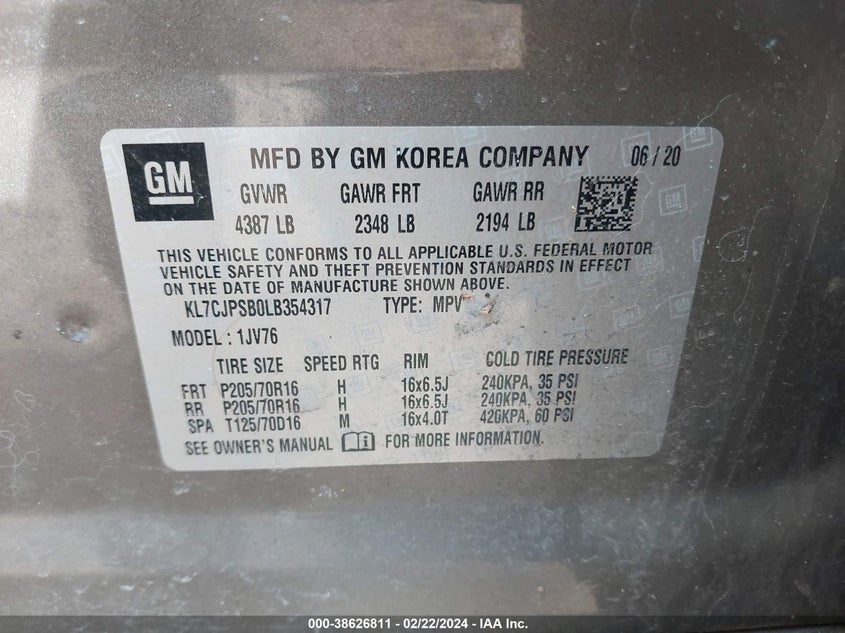 GM MFD BY GM KOREA COMPANY 06 / 20
GVWR GAWR FRT GAWR RR
4387 LB 2348 LB 2194 LB
THIS VEHICLE CONFORMS TO ALL APPLICABLE U.S. FEDERAL MOTOR
VEHICLE SAFETY AND THEFT PREVENTION STANDARDS IN EFFECT
ON THE DATE OF MANUFACTURE SHOWN ABOVE.
KL7CJPSB0LB354317 TYPE: MPV
MODEL : 1JV76
TIRE SIZE SPEED RTG RIM COLD TIRE PRESSURE
FRT P205/70R16 H 16x6.5J 240KPA, 35 PSI
RR P205/70R16 H 16x6.5J 240KPA, 35 PSI
SPA T125/70D16 M 16x4.0T 420KPA, 60 PSI
SEE OWNER'S MANUAL FOR MORE INFORMATION.
000-38626811 - 02/22/2024 - IAA Inc.